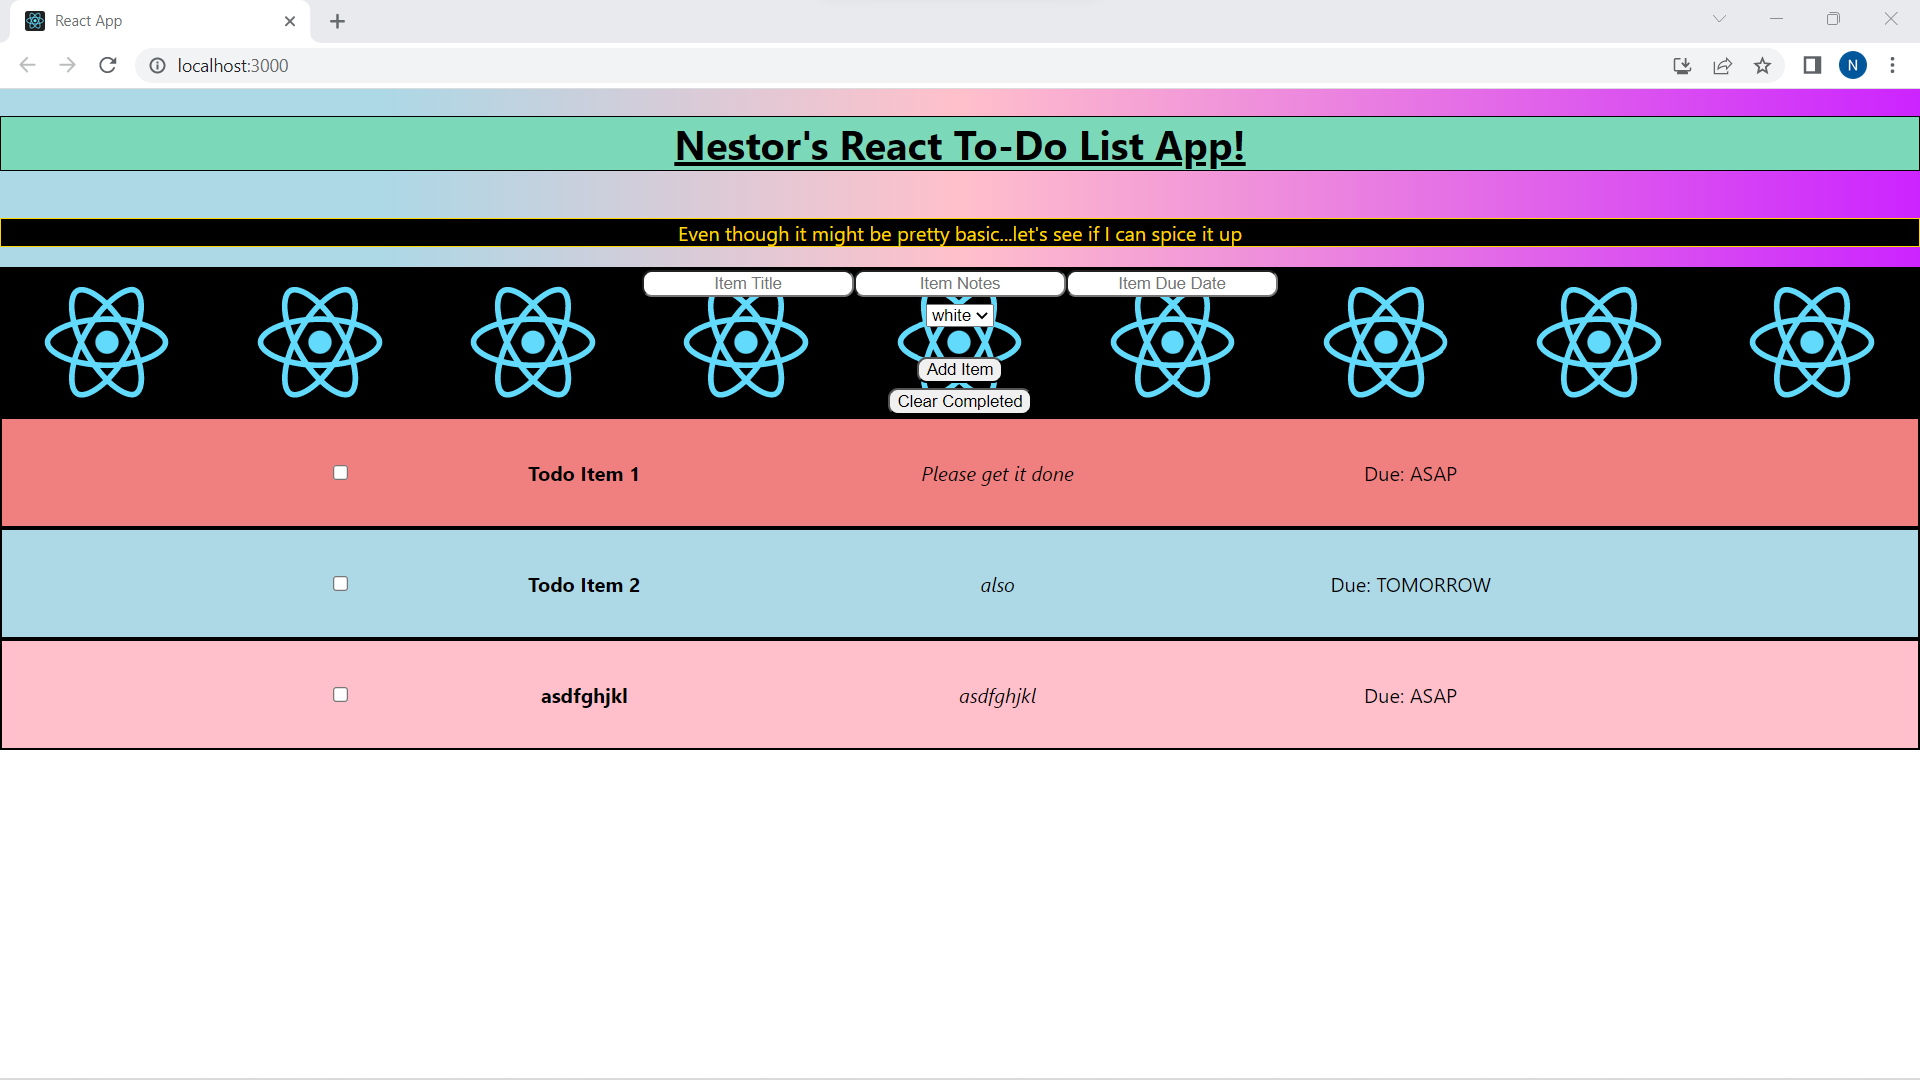 React App
localhost:3000
N
Nestor's React To-Do List App!
Even though it might be pretty basic...let's see if I can spice it up
Item Title Item Notes Item Due Date
white
Add Item
Clear Completed
Todo Item 1 Please get it done Due: ASAP
Todo Item 2 also Due: TOMORROW
asdfghjkl asdfghjkl Due: ASAP